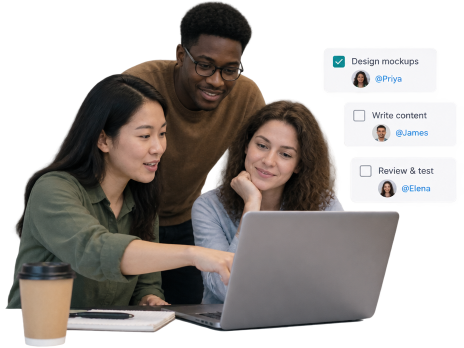 Design mockups
@Priya
Write content
@James
Review & test
@Elena